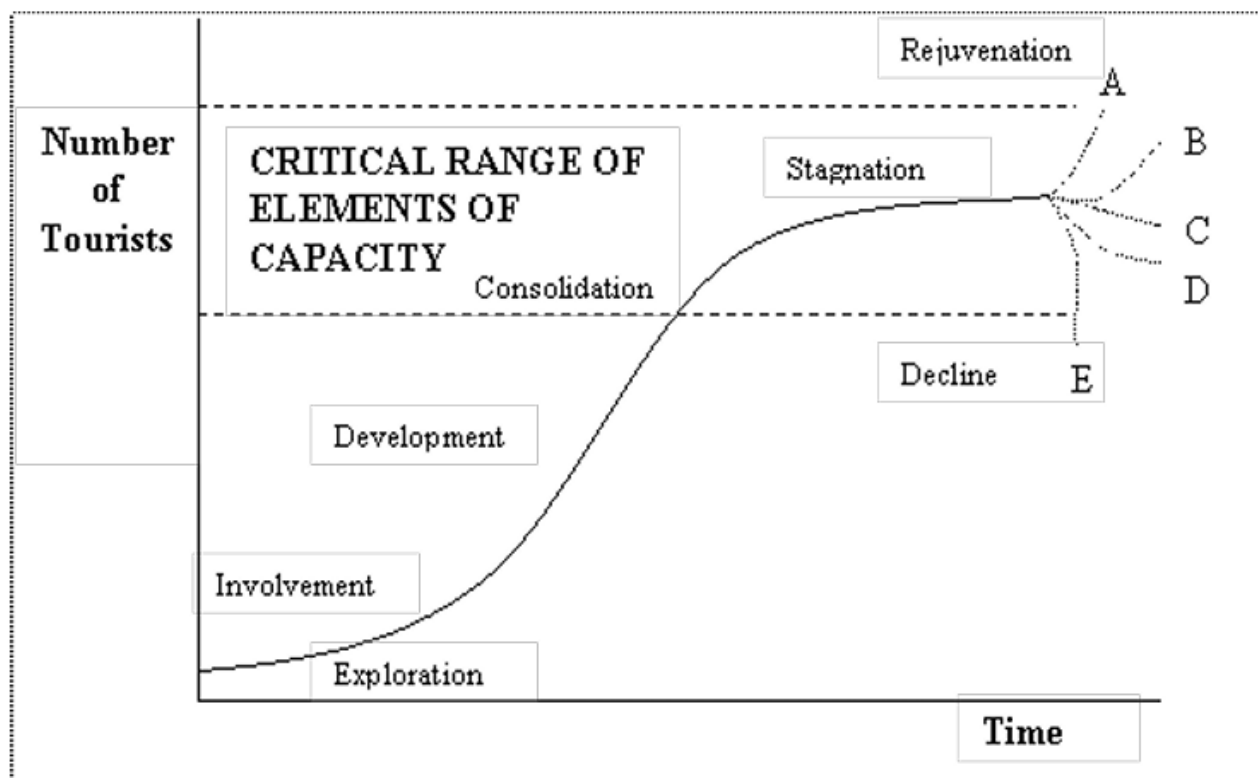 Rejuvenation
A
Number
of
Tourists
CRITICAL RANGE OF
ELEMENTS OF
CAPACITY
Consolidation
Stagnation
B
C
D
Decline
E
Development
Involvement
Exploration
Time